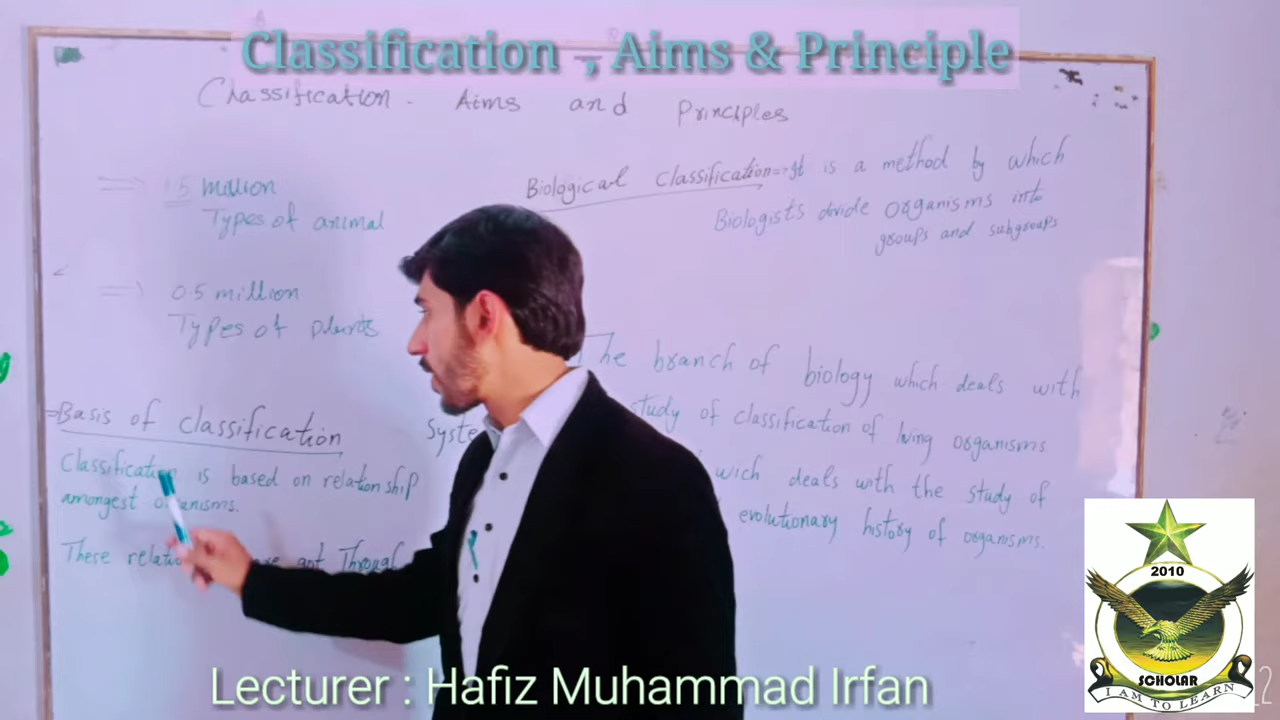 Classification , Aims & Principle
Classification - Aims and Principles
1.5 million
Types of animal
Biological classification => It is a method by which
Biologists divide organisms into
groups and subgroups
0.5 million
Types of plants
The branch of biology which deals with
study of classification of living organisms
Syste
wich deals with the study of
evolutionary history of organisms.
=Basis of classification
Classification is based on relationship
amongest organisms.
These are got Through
2010
SCHOLAR
I AM TO LEARN
Lecturer : Hafiz Muhammad Irfan